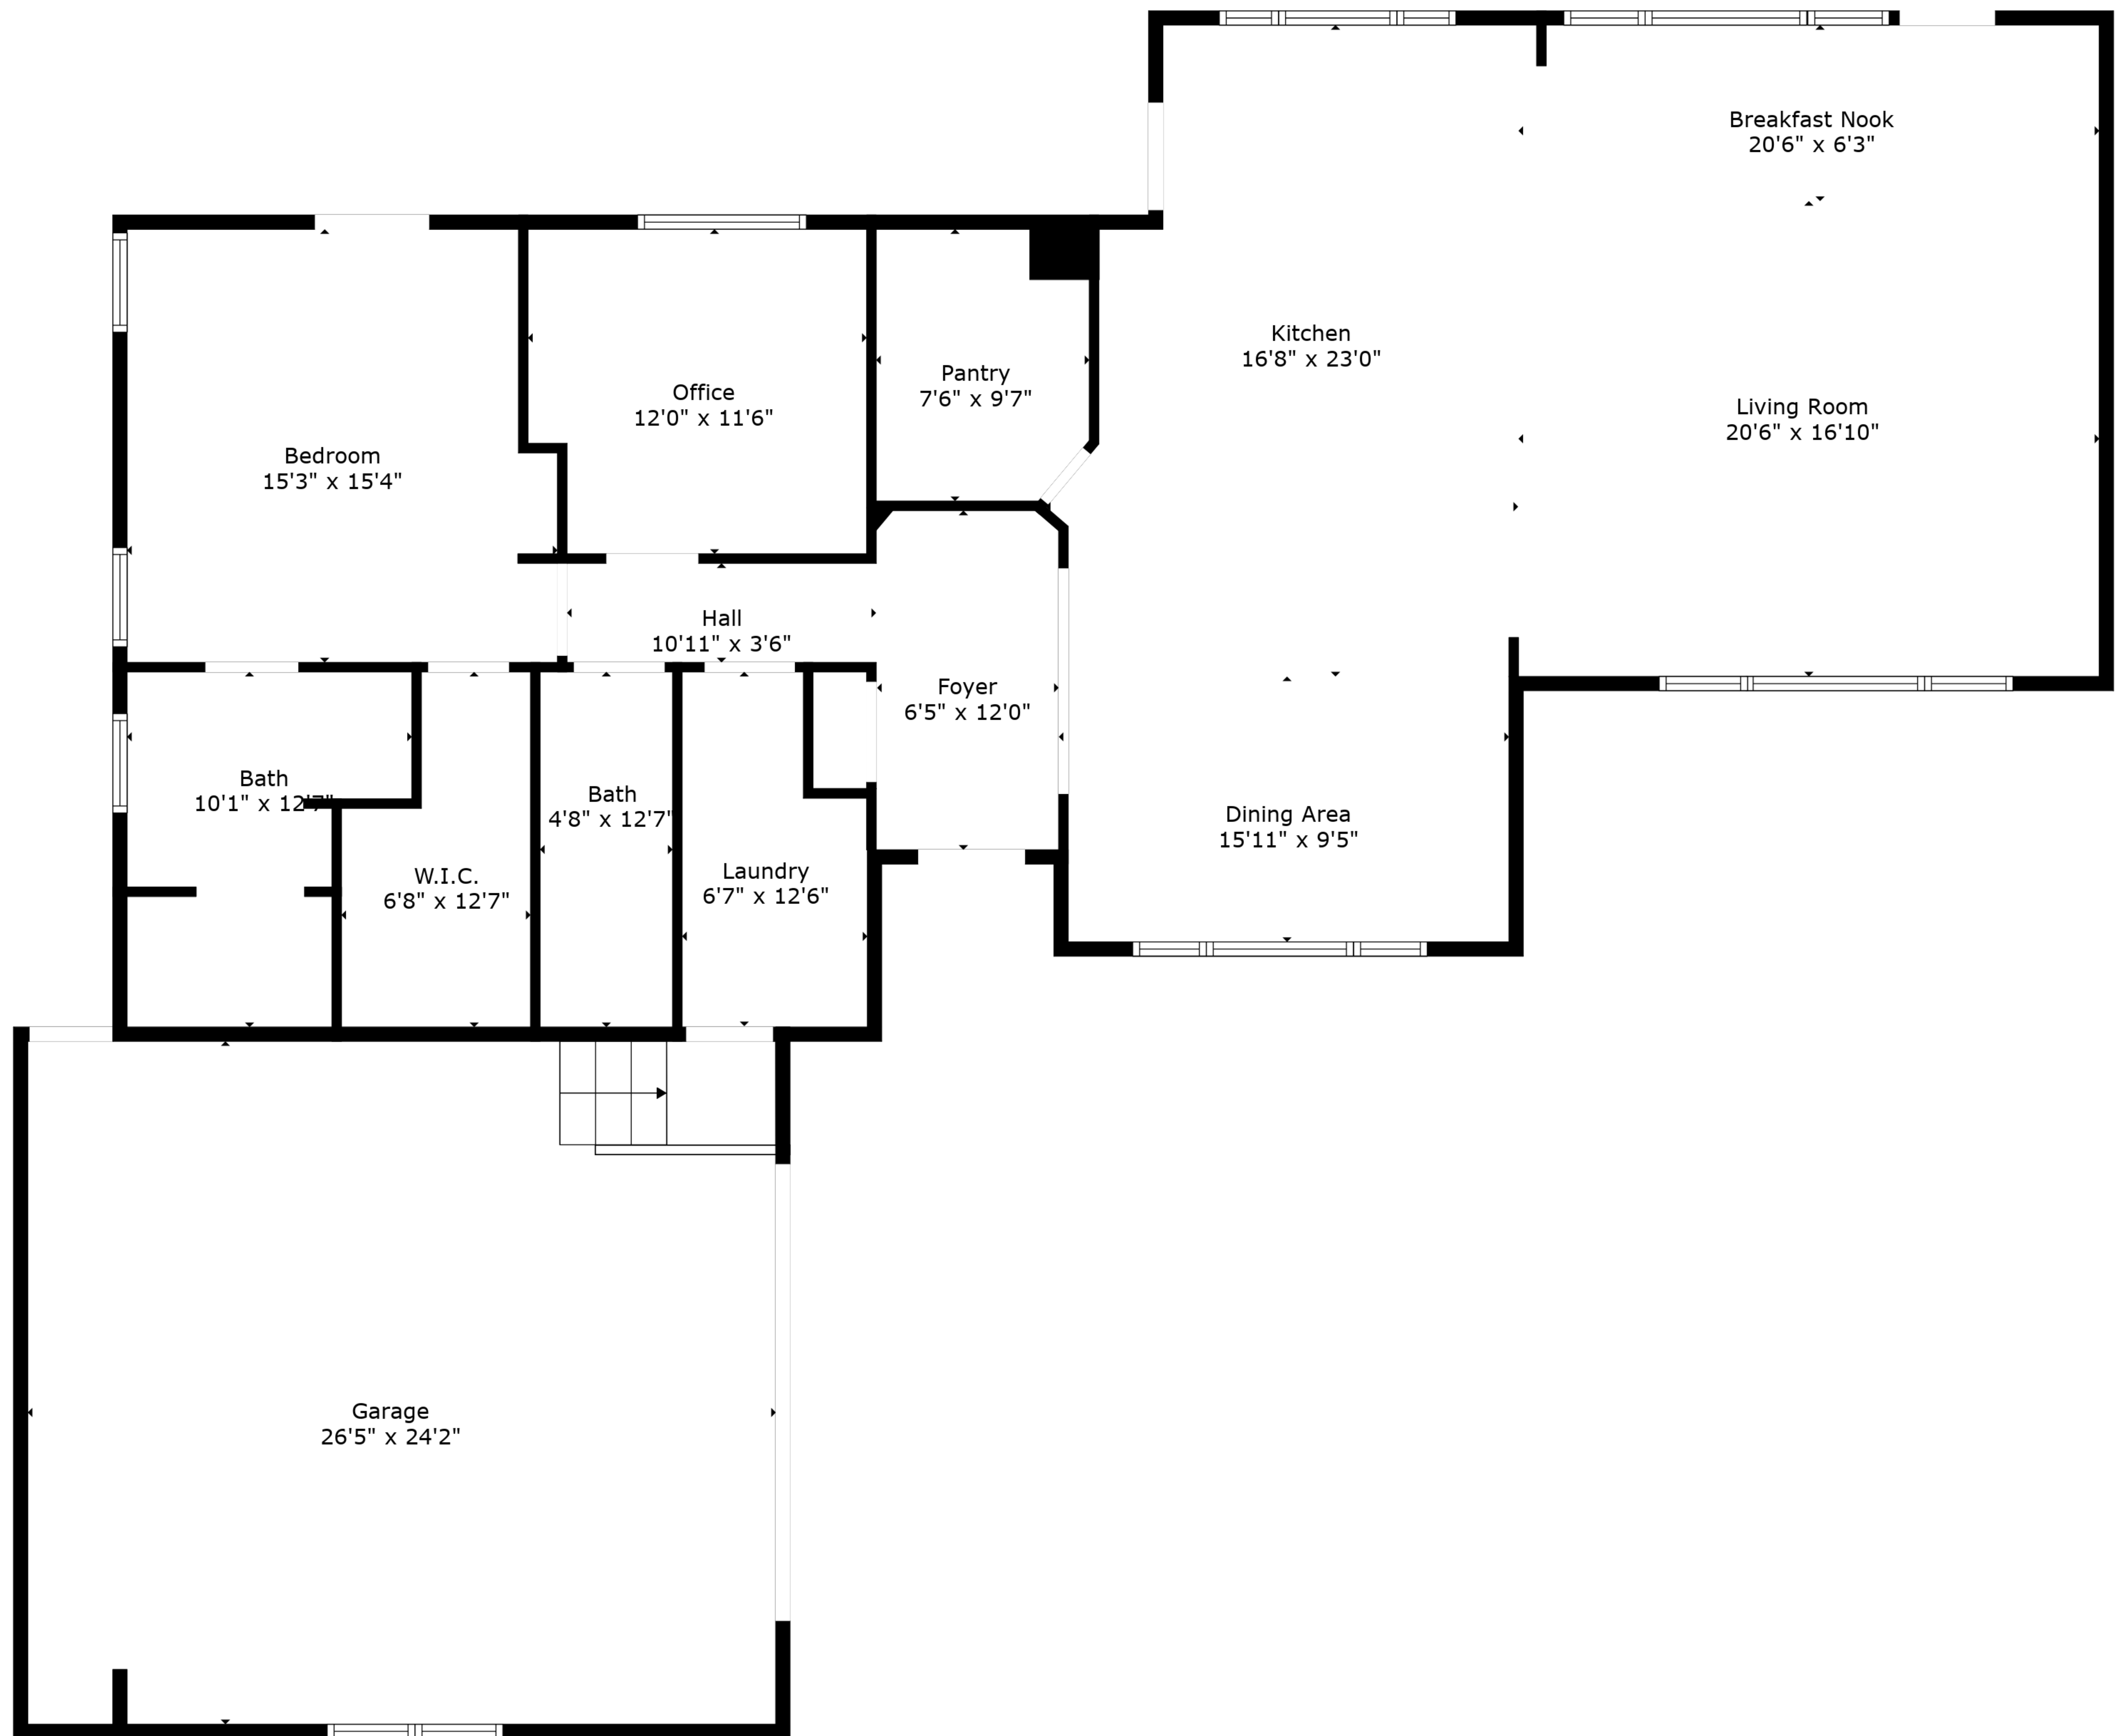 Breakfast Nook
20'6" x 6'3"
Kitchen
16'8" x 23'0"
Pantry
7'6" x 9'7"
Office
12'0" x 11'6"
Living Room
20'6" x 16'10"
Bedroom
15'3" x 15'4"
Hall
10'11" x 3'6"
Foyer
6'5" x 12'0"
Bath
10'1" x 12'7"
Bath
4'8" x 12'7"
Dining Area
15'11" x 9'5"
Laundry
6'7" x 12'6"
W.I.C.
6'8" x 12'7"
Garage
26'5" x 24'2"